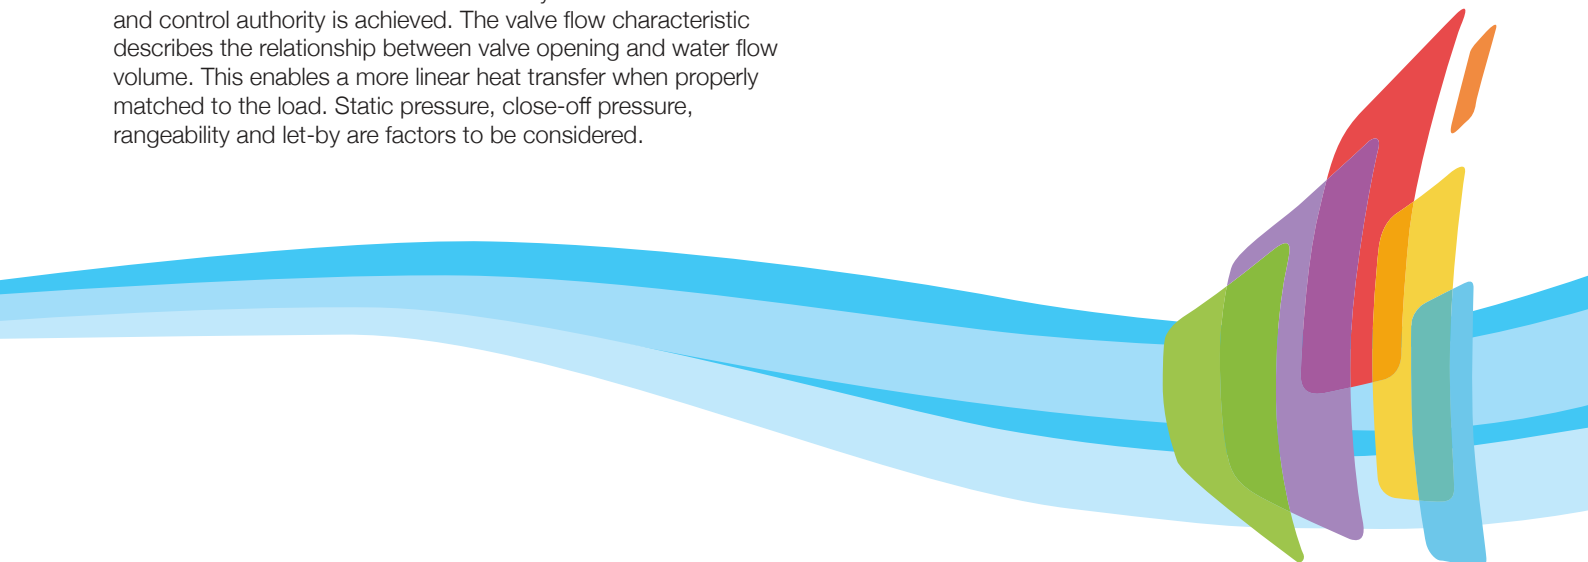 and control authority is achieved. The valve flow characteristic
describes the relationship between valve opening and water flow
volume. This enables a more linear heat transfer when properly
matched to the load. Static pressure, close-off pressure,
rangeability and let-by are factors to be considered.